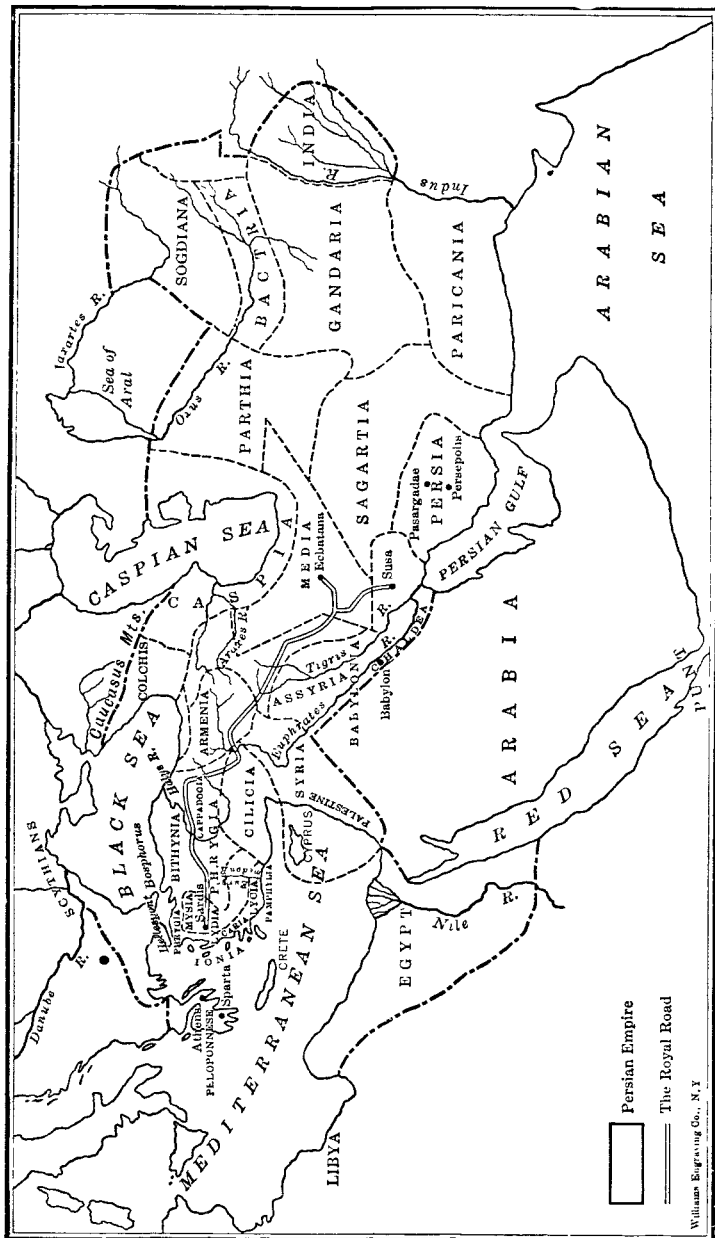 SCYTHIANS
Danube R.
BLACK SEA
Caucasus Mts.
COLCHIS
CASPIAN SEA
CASPIA
Sea of
Aral
Jaxartes R.
Oxus R.
SOGDIANA
BACTRIA
INDIA
Indus R.
GANDARIA
PARICANIA
PARTHIA
SAGARTIA
MEDIA
Ecbatana
Susa
Pasargadae
PERSIA
Persepolis
PERSIAN GULF
ARABIAN
SEA
Araxes R.
ARMENIA
ASSYRIA
Tigris R.
Euphrates R.
BABYLONIA
Babylon
CHALDEA
Hellespont
Bosphorus
Halys R.
BITHYNIA
CAPPADOCIA
PHRYGIA
MYSIA
Sardis
LYDIA
IONIA
CARIA
LYCIA
PAMPHYLIA
CILICIA
SYRIA
CYPRUS
PALESTINE
Athens
Sparta
PELOPONNESE
CRETE
MEDITERRANEAN SEA
LIBYA
EGYPT
Nile R.
RED SEA
ARABIA
PUNT
Persian Empire
The Royal Road
Williams Engraving Co., N.Y